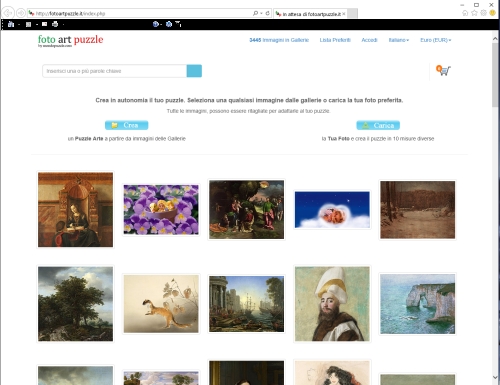 http://fotoartpuzzle.it/index.php
in attesa di fotoartpuzzle.it
foto art puzzle
3445 Immagini in Gallerie
Lista Preferiti
Accedi
Italiano
Euro (EUR)
Inserisci una o più parole chiave
0
Crea in autonomia il tuo puzzle. Seleziona una qualsiasi immagine dalle gallerie o carica la tua foto preferita.
Tutte le immagini, possono essere ritagliate per adattarle al tuo puzzle.
Crea
Carica
un Puzzle Arte a partire da immagini delle Gallerie
la Tua Foto e crea il puzzle in 10 misure diverse